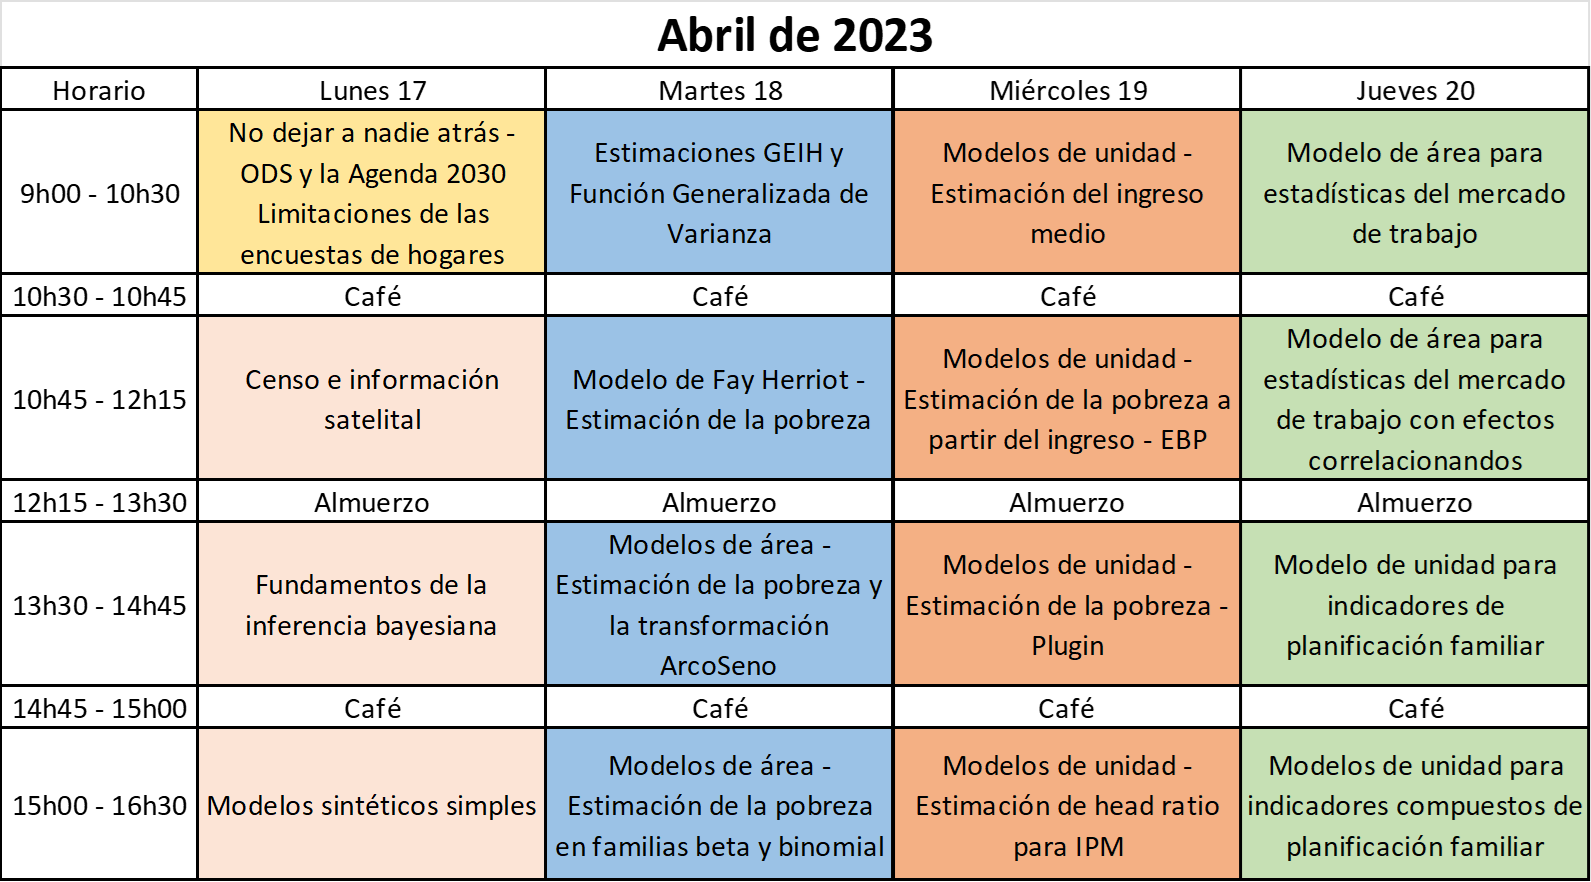 Abril de 2023
Horario
Lunes 17
Martes 18
Miércoles 19
Jueves 20
9h00 - 10h30
No dejar a nadie atrás -
ODS y la Agenda 2030
Limitaciones de las
encuestas de hogares
Estimaciones GEIH y
Función Generalizada de
Varianza
Modelos de unidad -
Estimación del ingreso
medio
Modelo de área para
estadísticas del mercado
de trabajo
10h30 - 10h45
Café
Café
Café
Café
10h45 - 12h15
Censo e información
satelital
Modelo de Fay Herriot -
Estimación de la pobreza
Modelos de unidad -
Estimación de la pobreza a
partir del ingreso - EBP
Modelo de área para
estadísticas del mercado
de trabajo con efectos
correlacionandos
12h15 - 13h30
Almuerzo
Almuerzo
Almuerzo
Almuerzo
13h30 - 14h45
Fundamentos de la
inferencia bayesiana
Modelos de área -
Estimación de la pobreza y
la transformación
ArcoSeno
Modelos de unidad -
Estimación de la pobreza -
Plugin
Modelo de unidad para
indicadores de
planificación familiar
14h45 - 15h00
Café
Café
Café
Café
15h00 - 16h30
Modelos sintéticos simples
Modelos de área -
Estimación de la pobreza
en familias beta y binomial
Modelos de unidad -
Estimación de head ratio
para IPM
Modelos de unidad para
indicadores compuestos de
planificación familiar